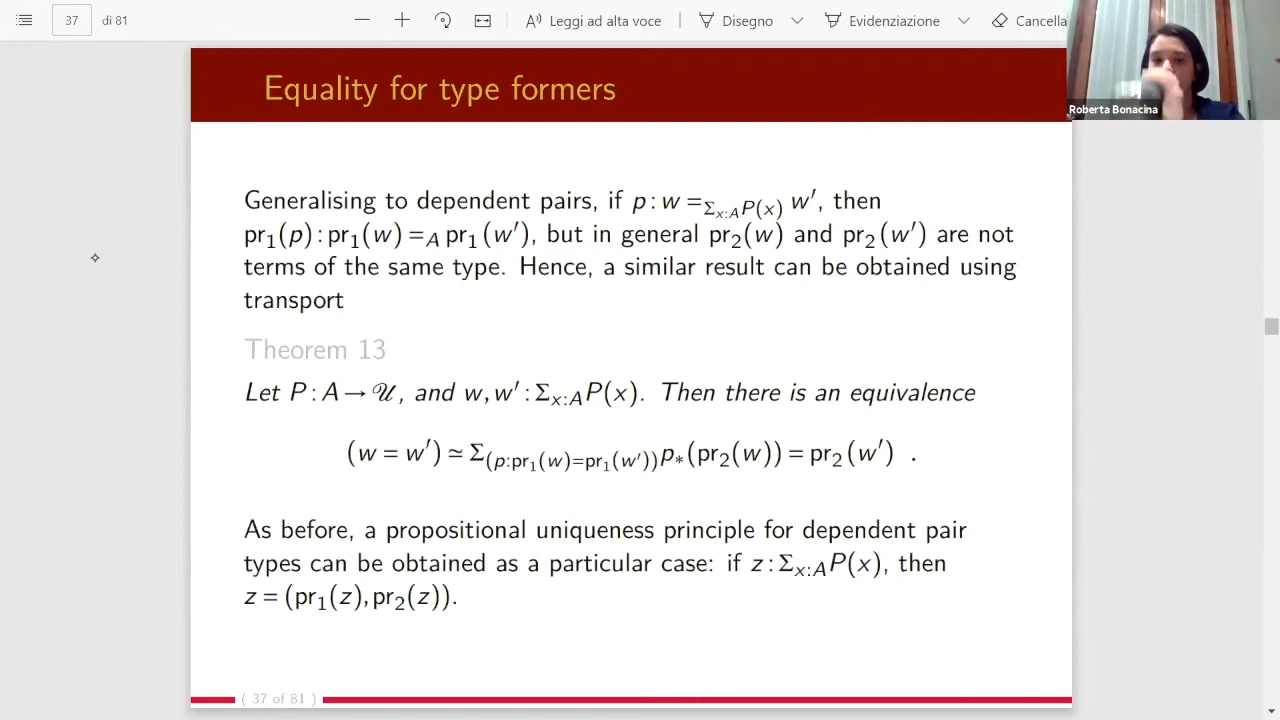 37 di 81 Leggi ad alta voce Disegno Evidenziazione Cancella
Roberta Bonacina
Equality for type formers
Generalising to dependent pairs, if p : w =_{Σ_{x:A}P(x)} w′, then
pr₁(p) : pr₁(w) =_A pr₁(w′), but in general pr₂(w) and pr₂(w′) are not
terms of the same type. Hence, a similar result can be obtained using
transport
Theorem 13
Let P : A → 𝒰, and w, w′ : Σ_{x:A}P(x). Then there is an equivalence
(w = w′) ≃ Σ_{(p:pr₁(w)=pr₁(w′))} p_*(pr₂(w)) = pr₂(w′) .
As before, a propositional uniqueness principle for dependent pair
types can be obtained as a particular case: if z : Σ_{x:A}P(x), then
z = (pr₁(z), pr₂(z)).
( 37 of 81 )